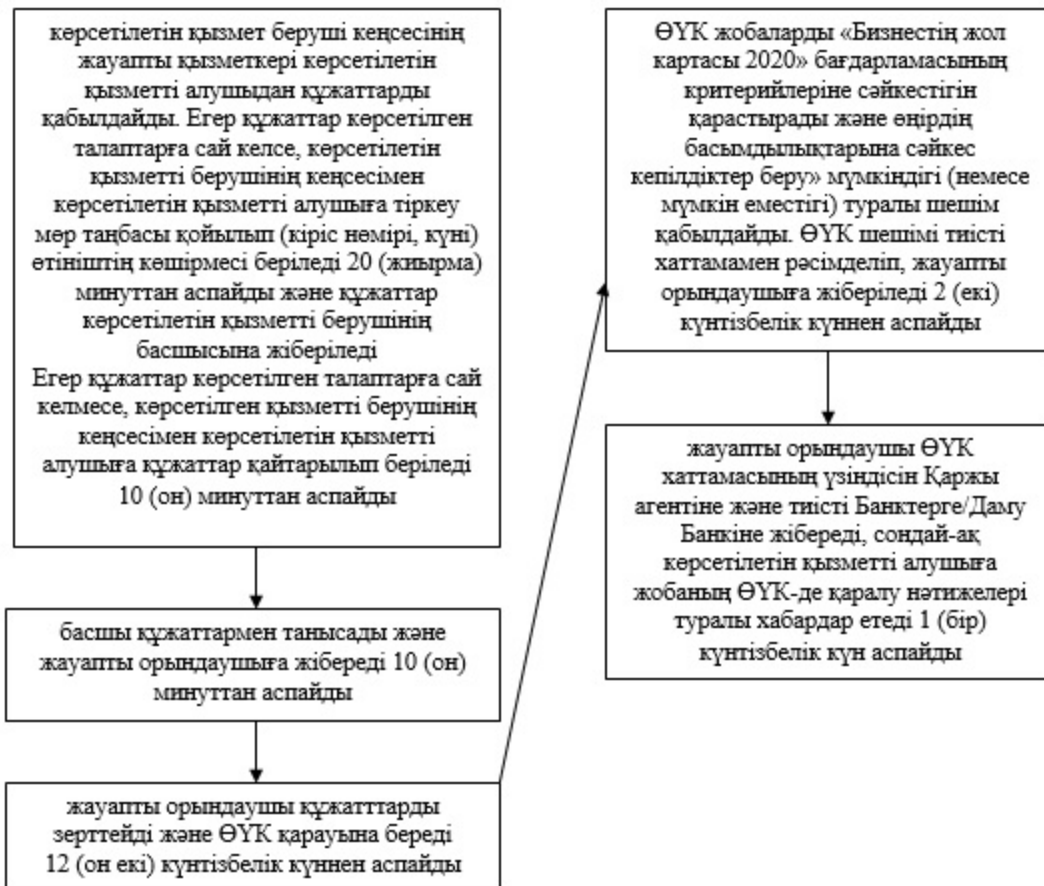 көрсетілетін қызмет беруші кеңсесінің
жауапты қызметкері көрсетілетін
қызметті алушыдан құжаттарды
қабылдайды. Егер құжаттар көрсетілген
талаптарға сай келсе, көрсетілетін
қызметті берушінің кеңсесімен
көрсетілетін қызметті алушыға тіркеу
мөр таңбасы қойылып (кіріс нөмірі, күні)
өтініштің көшірмесі беріледі 20 (жиырма)
минуттан аспайды және құжаттар
көрсетілетін қызметті берушінің
басшысына жіберіледі
Егер құжаттар көрсетілген талаптарға сай
келмесе, көрсетілген қызметті берушінің
кеңсесімен көрсетілетін қызметті
алушыға құжаттар қайтарылып беріледі
10 (он) минуттан аспайды
басшы құжаттармен танысады және
жауапты орындаушыға жібереді 10 (он)
минуттан аспайды
жауапты орындаушы құжатттарды
зерттейді және ӨҮК қарауына береді
12 (он екі) күнтізбелік күннен аспайды
ӨҮК жобаларды «Бизнестің жол
картасы 2020» бағдарламасының
критерийлеріне сәйкестігін
қарастырады және өңірдің
басымдылықтарына сәйкес
кепілдіктер беру» мүмкіндігі (немесе
мүмкін еместігі) туралы шешім
қабылдайды. ӨҮК шешімі тиісті
хаттамамен рәсімделіп, жауапты
орындаушыға жіберіледі 2 (екі)
күнтізбелік күннен аспайды
жауапты орындаушы ӨҮК
хаттамасының үзіндісін Қаржы
агентіне және тиісті Банктерге/Даму
Банкіне жібереді, сондай-ақ
көрсетілетін қызметті алушыға
жобаның ӨҮК-де қаралу нәтижелері
туралы хабардар етеді 1 (бір)
күнтізбелік күн аспайды